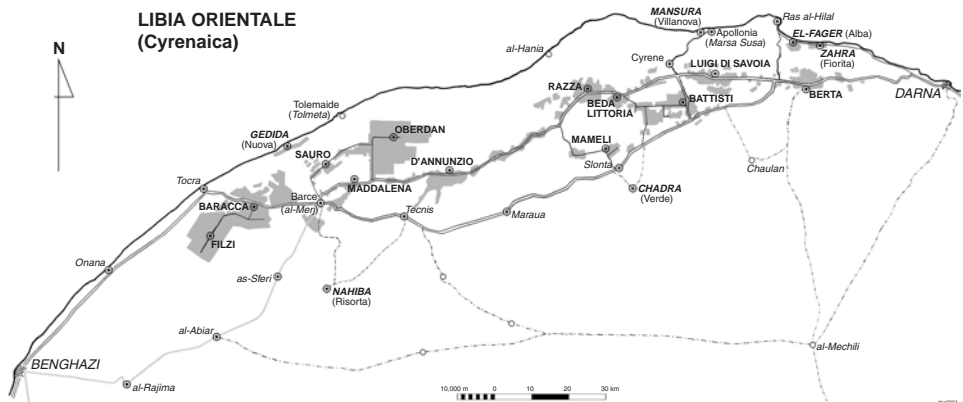 LIBIA ORIENTALE
(Cyrenaica)
N
MANSURA
(Villanova)
Ras al-Hilal
Apollonia
(Marsa Susa)
EL-FAGER (Alba)
ZAHRA
(Fiorita)
al-Hania
Cyrene
LUIGI DI SAVOIA
DARNA
RAZZA
BEDA
LITTORIA
BATTISTI
BERTA
Tolemaide
(Tolmeta)
GEDIDA
(Nuova)
OBERDAN
SAURO
MAMELI
D'ANNUNZIO
Slonta
Chaulan
MADDALENA
CHADRA
(Verde)
Tocra
Barce
(al-Merj)
BARACCA
Tecnis
Maraua
FILZI
Onana
as-Sferi
NAHIBA
(Risorta)
al-Abiar
al-Mechili
BENGHAZI
al-Rajima
10,000 m 0 10 20 30 km